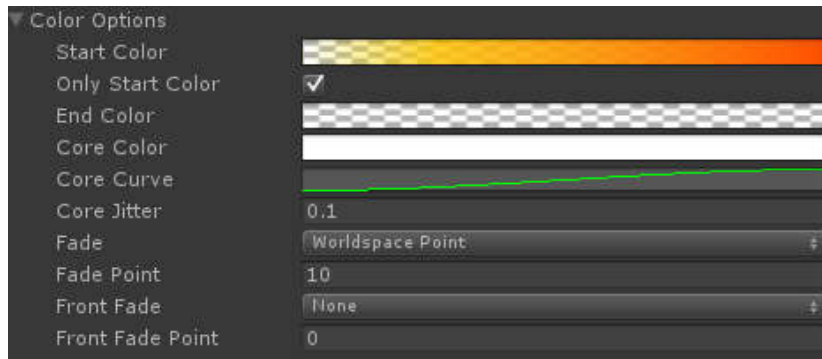 Color Options
Start Color
Only Start Color
End Color
Core Color
Core Curve
Core Jitter 0.1
Fade Worldspace Point
Fade Point 10
Front Fade None
Front Fade Point 0